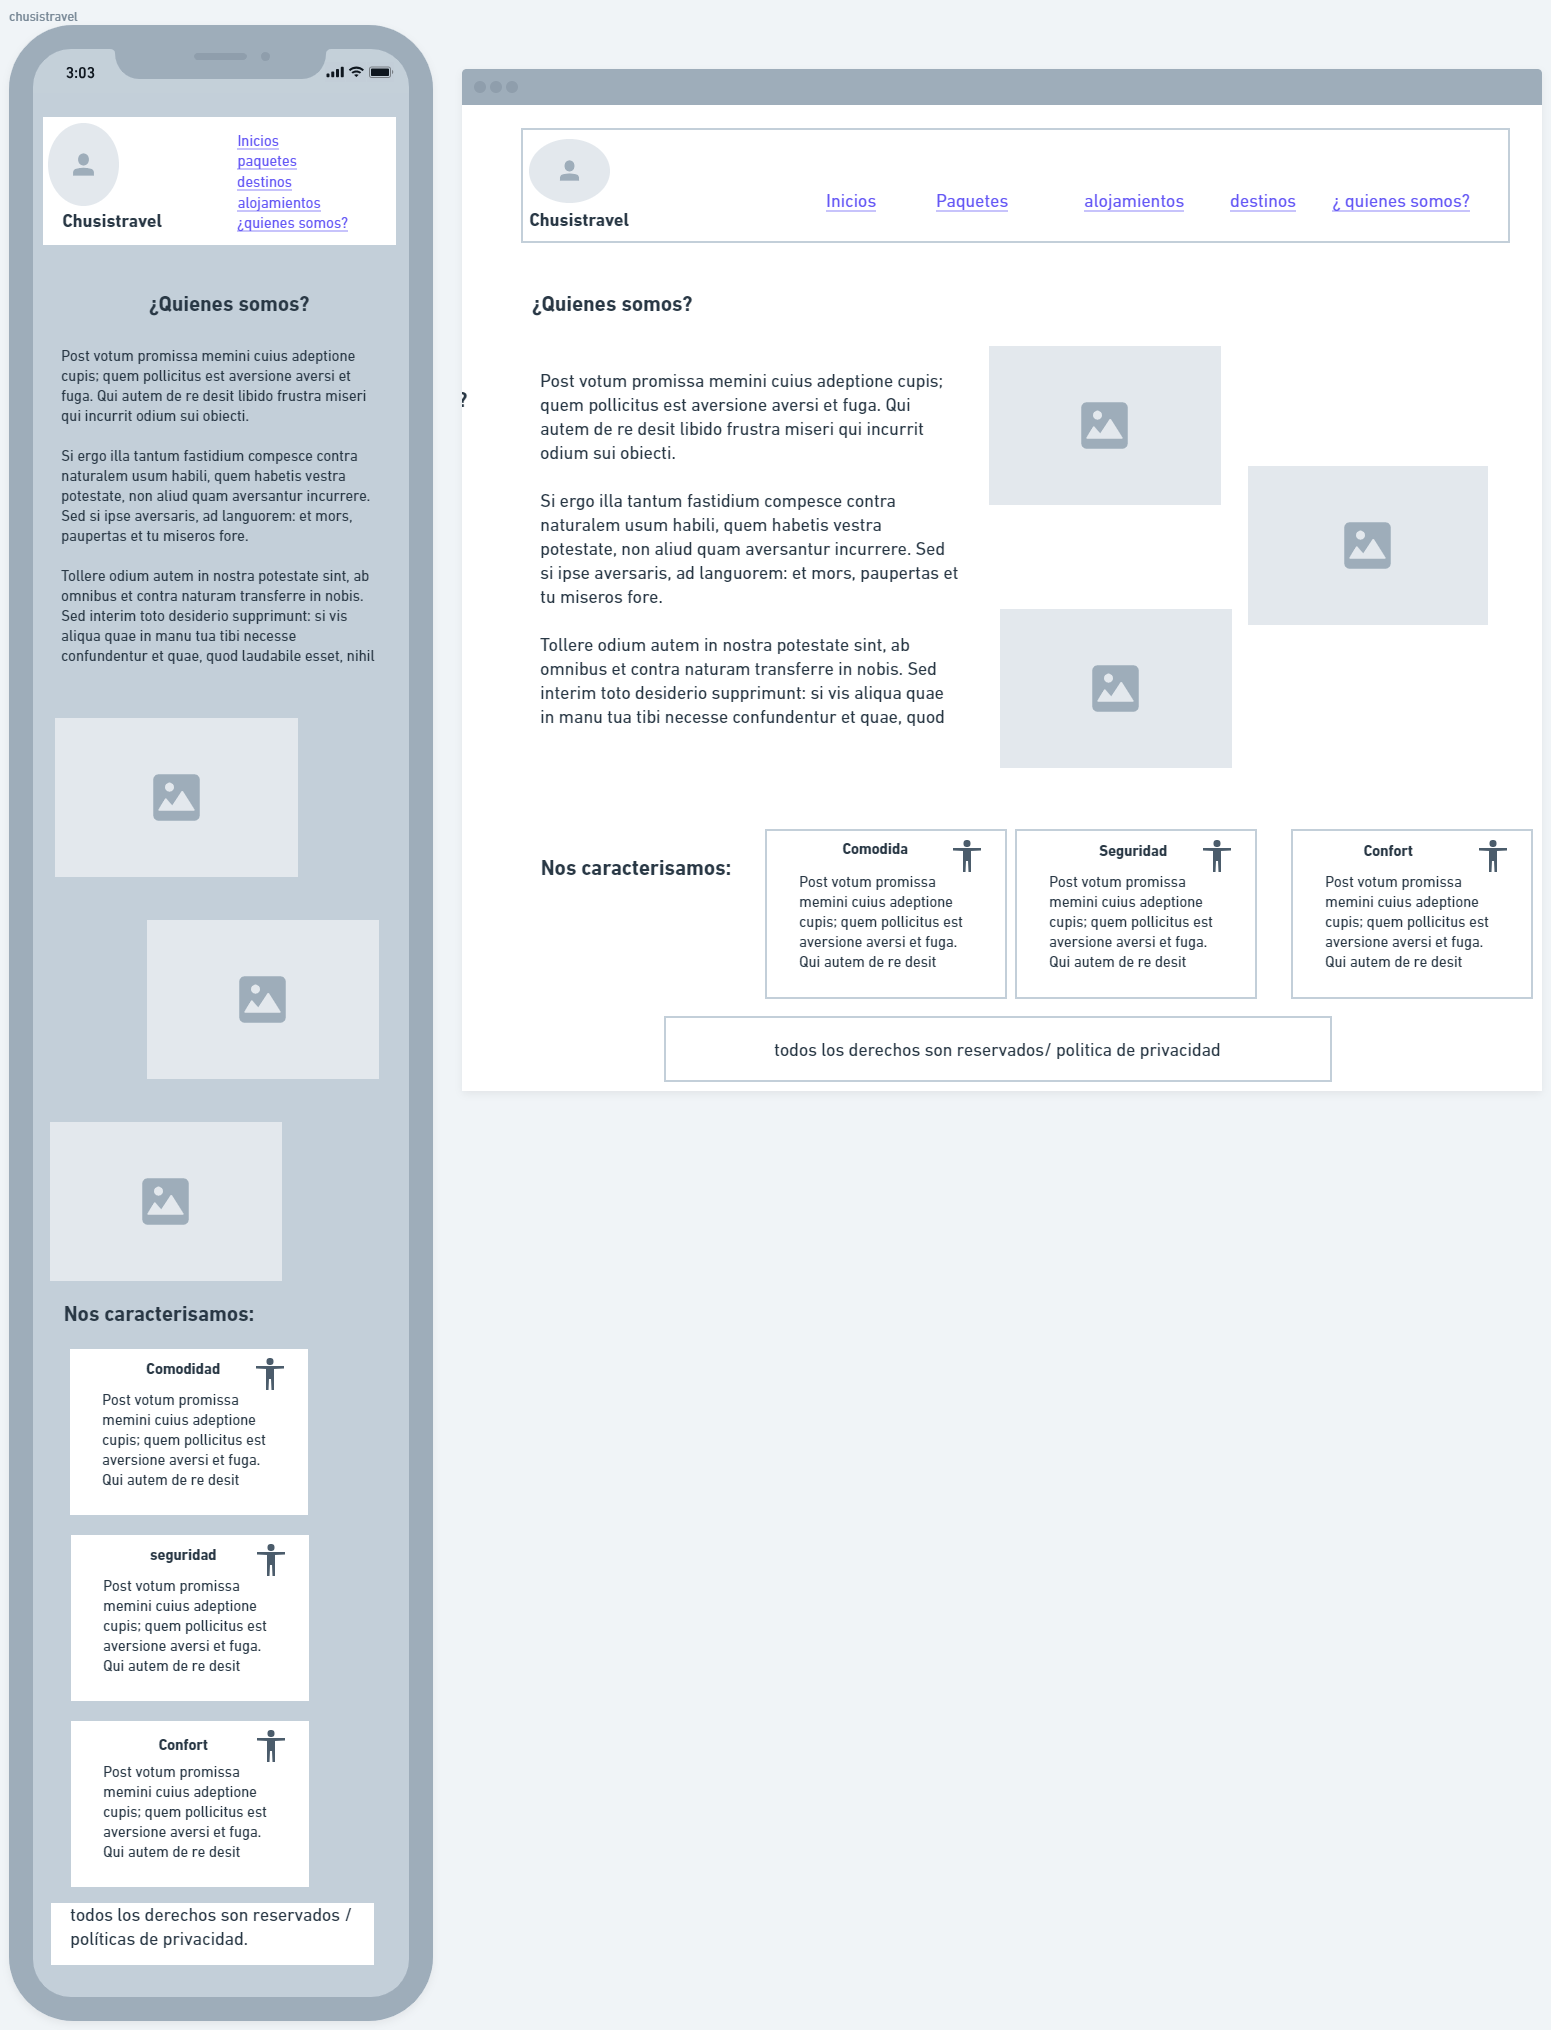 chusistravel
3:03
Chusistravel
Inicios
paquetes
destinos
alojamientos
¿quienes somos?
¿Quienes somos?
Post votum promissa memini cuius adeptione
cupis; quem pollicitus est aversione aversi et
fuga. Qui autem de re desit libido frustra miseri
qui incurrit odium sui obiecti.
Si ergo illa tantum fastidium compesce contra
naturalem usum habili, quem habetis vestra
potestate, non aliud quam aversantur incurrere.
Sed si ipse aversaris, ad languorem: et mors,
paupertas et tu miseros fore.
Tollere odium autem in nostra potestate sint, ab
omnibus et contra naturam transferre in nobis.
Sed interim toto desiderio supprimunt: si vis
aliqua quae in manu tua tibi necesse
confundentur et quae, quod laudabile esset, nihil
Nos caracterisamos:
Comodidad
Post votum promissa
memini cuius adeptione
cupis; quem pollicitus est
aversione aversi et fuga.
Qui autem de re desit
seguridad
Post votum promissa
memini cuius adeptione
cupis; quem pollicitus est
aversione aversi et fuga.
Qui autem de re desit
Confort
Post votum promissa
memini cuius adeptione
cupis; quem pollicitus est
aversione aversi et fuga.
Qui autem de re desit
todos los derechos son reservados /
políticas de privacidad.
Chusistravel
Inicios Paquetes alojamientos destinos ¿ quienes somos?
¿Quienes somos?
?
Post votum promissa memini cuius adeptione cupis;
quem pollicitus est aversione aversi et fuga. Qui
autem de re desit libido frustra miseri qui incurrit
odium sui obiecti.
Si ergo illa tantum fastidium compesce contra
naturalem usum habili, quem habetis vestra
potestate, non aliud quam aversantur incurrere. Sed
si ipse aversaris, ad languorem: et mors, paupertas et
tu miseros fore.
Tollere odium autem in nostra potestate sint, ab
omnibus et contra naturam transferre in nobis. Sed
interim toto desiderio supprimunt: si vis aliqua quae
in manu tua tibi necesse confundentur et quae, quod
Nos caracterisamos:
Comodida
Post votum promissa
memini cuius adeptione
cupis; quem pollicitus est
aversione aversi et fuga.
Qui autem de re desit
Seguridad
Post votum promissa
memini cuius adeptione
cupis; quem pollicitus est
aversione aversi et fuga.
Qui autem de re desit
Confort
Post votum promissa
memini cuius adeptione
cupis; quem pollicitus est
aversione aversi et fuga.
Qui autem de re desit
todos los derechos son reservados/ politica de privacidad